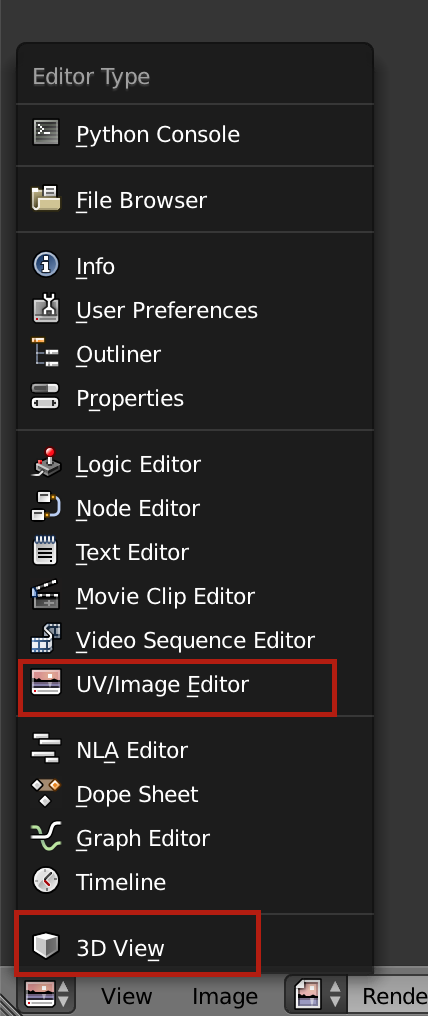 Editor Type
Python Console
File Browser
Info
User Preferences
Outliner
Properties
Logic Editor
Node Editor
Text Editor
Movie Clip Editor
Video Sequence Editor
UV/Image Editor
NLA Editor
Dope Sheet
Graph Editor
Timeline
3D View
View Image Rende